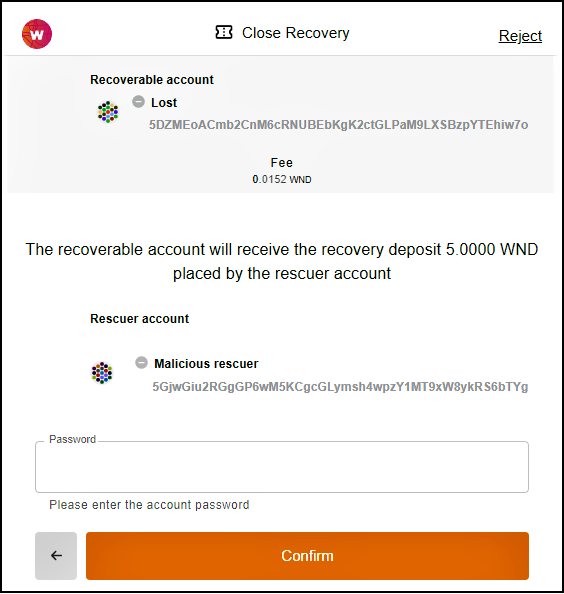 w
Close Recovery
Reject
Recoverable account
Lost
5DZMEoACmb2CnM6cRNUBEbKgK2ctGLPaM9LXSBzpYTEhiw7o
Fee
0.0152 WND
The recoverable account will receive the recovery deposit 5.0000 WND
placed by the rescuer account
Rescuer account
Malicious rescuer
5GjwGiu2RGgGP6wM5KCgcGLymsh4wpzY1MT9xW8ykRS6bTYg
Password
Please enter the account password
Confirm